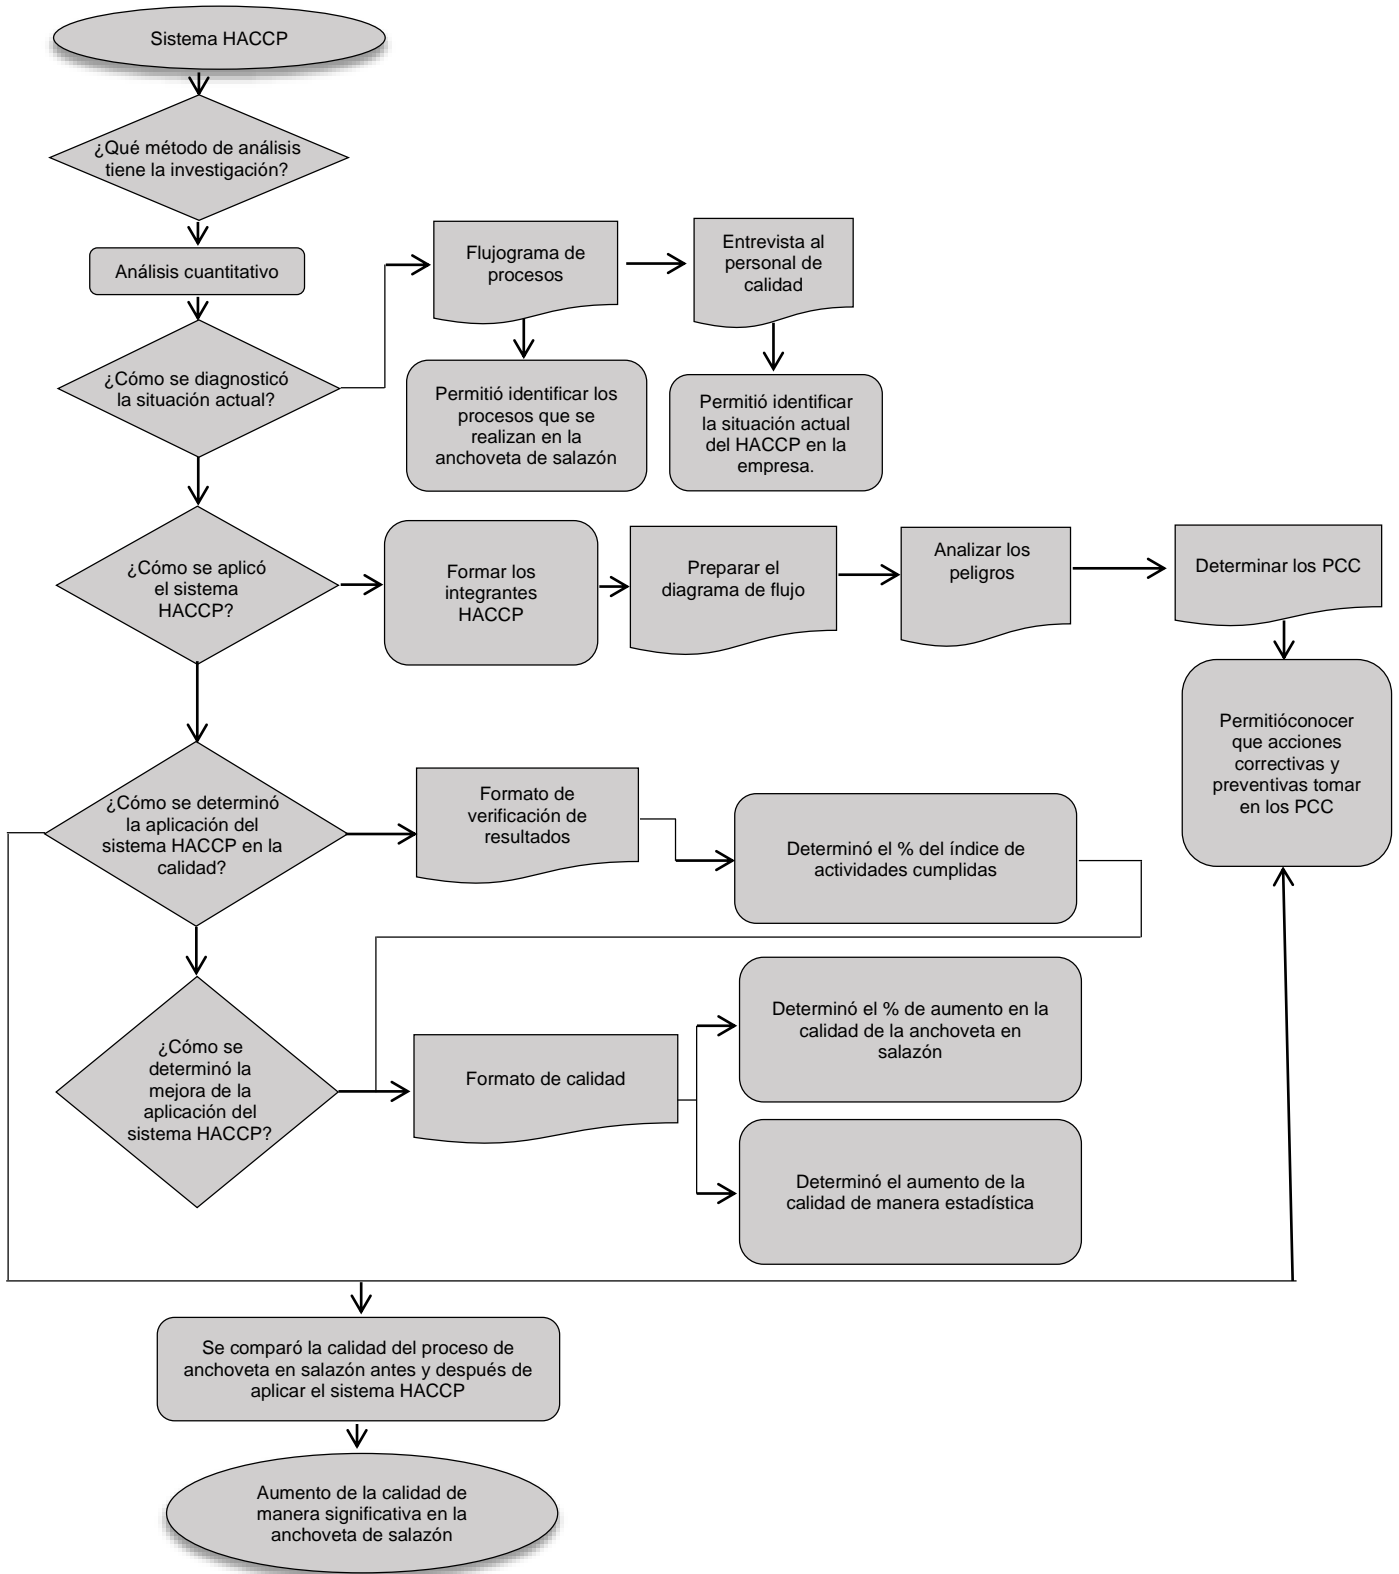 Sistema HACCP
¿Qué método de análisis
tiene la investigación?
Análisis cuantitativo
¿Cómo se diagnosticó
la situación actual?
Flujograma de
procesos
Entrevista al
personal de
calidad
Permitió identificar los
procesos que se
realizan en la
anchoveta de salazón
Permitió identificar
la situación actual
del HACCP en la
empresa.
¿Cómo se aplicó
el sistema
HACCP?
Formar los
integrantes
HACCP
Preparar el
diagrama de flujo
Analizar los
peligros
Determinar los PCC
Permitióconocer
que acciones
correctivas y
preventivas tomar
en los PCC
¿Cómo se determinó
la aplicación del
sistema HACCP en la
calidad?
Formato de
verificación de
resultados
Determinó el % del índice de
actividades cumplidas
¿Cómo se
determinó la
mejora de la
aplicación del
sistema HACCP?
Formato de calidad
Determinó el % de aumento en la
calidad de la anchoveta en
salazón
Determinó el aumento de la
calidad de manera estadística
Se comparó la calidad del proceso de
anchoveta en salazón antes y después de
aplicar el sistema HACCP
Aumento de la calidad de
manera significativa en la
anchoveta de salazón